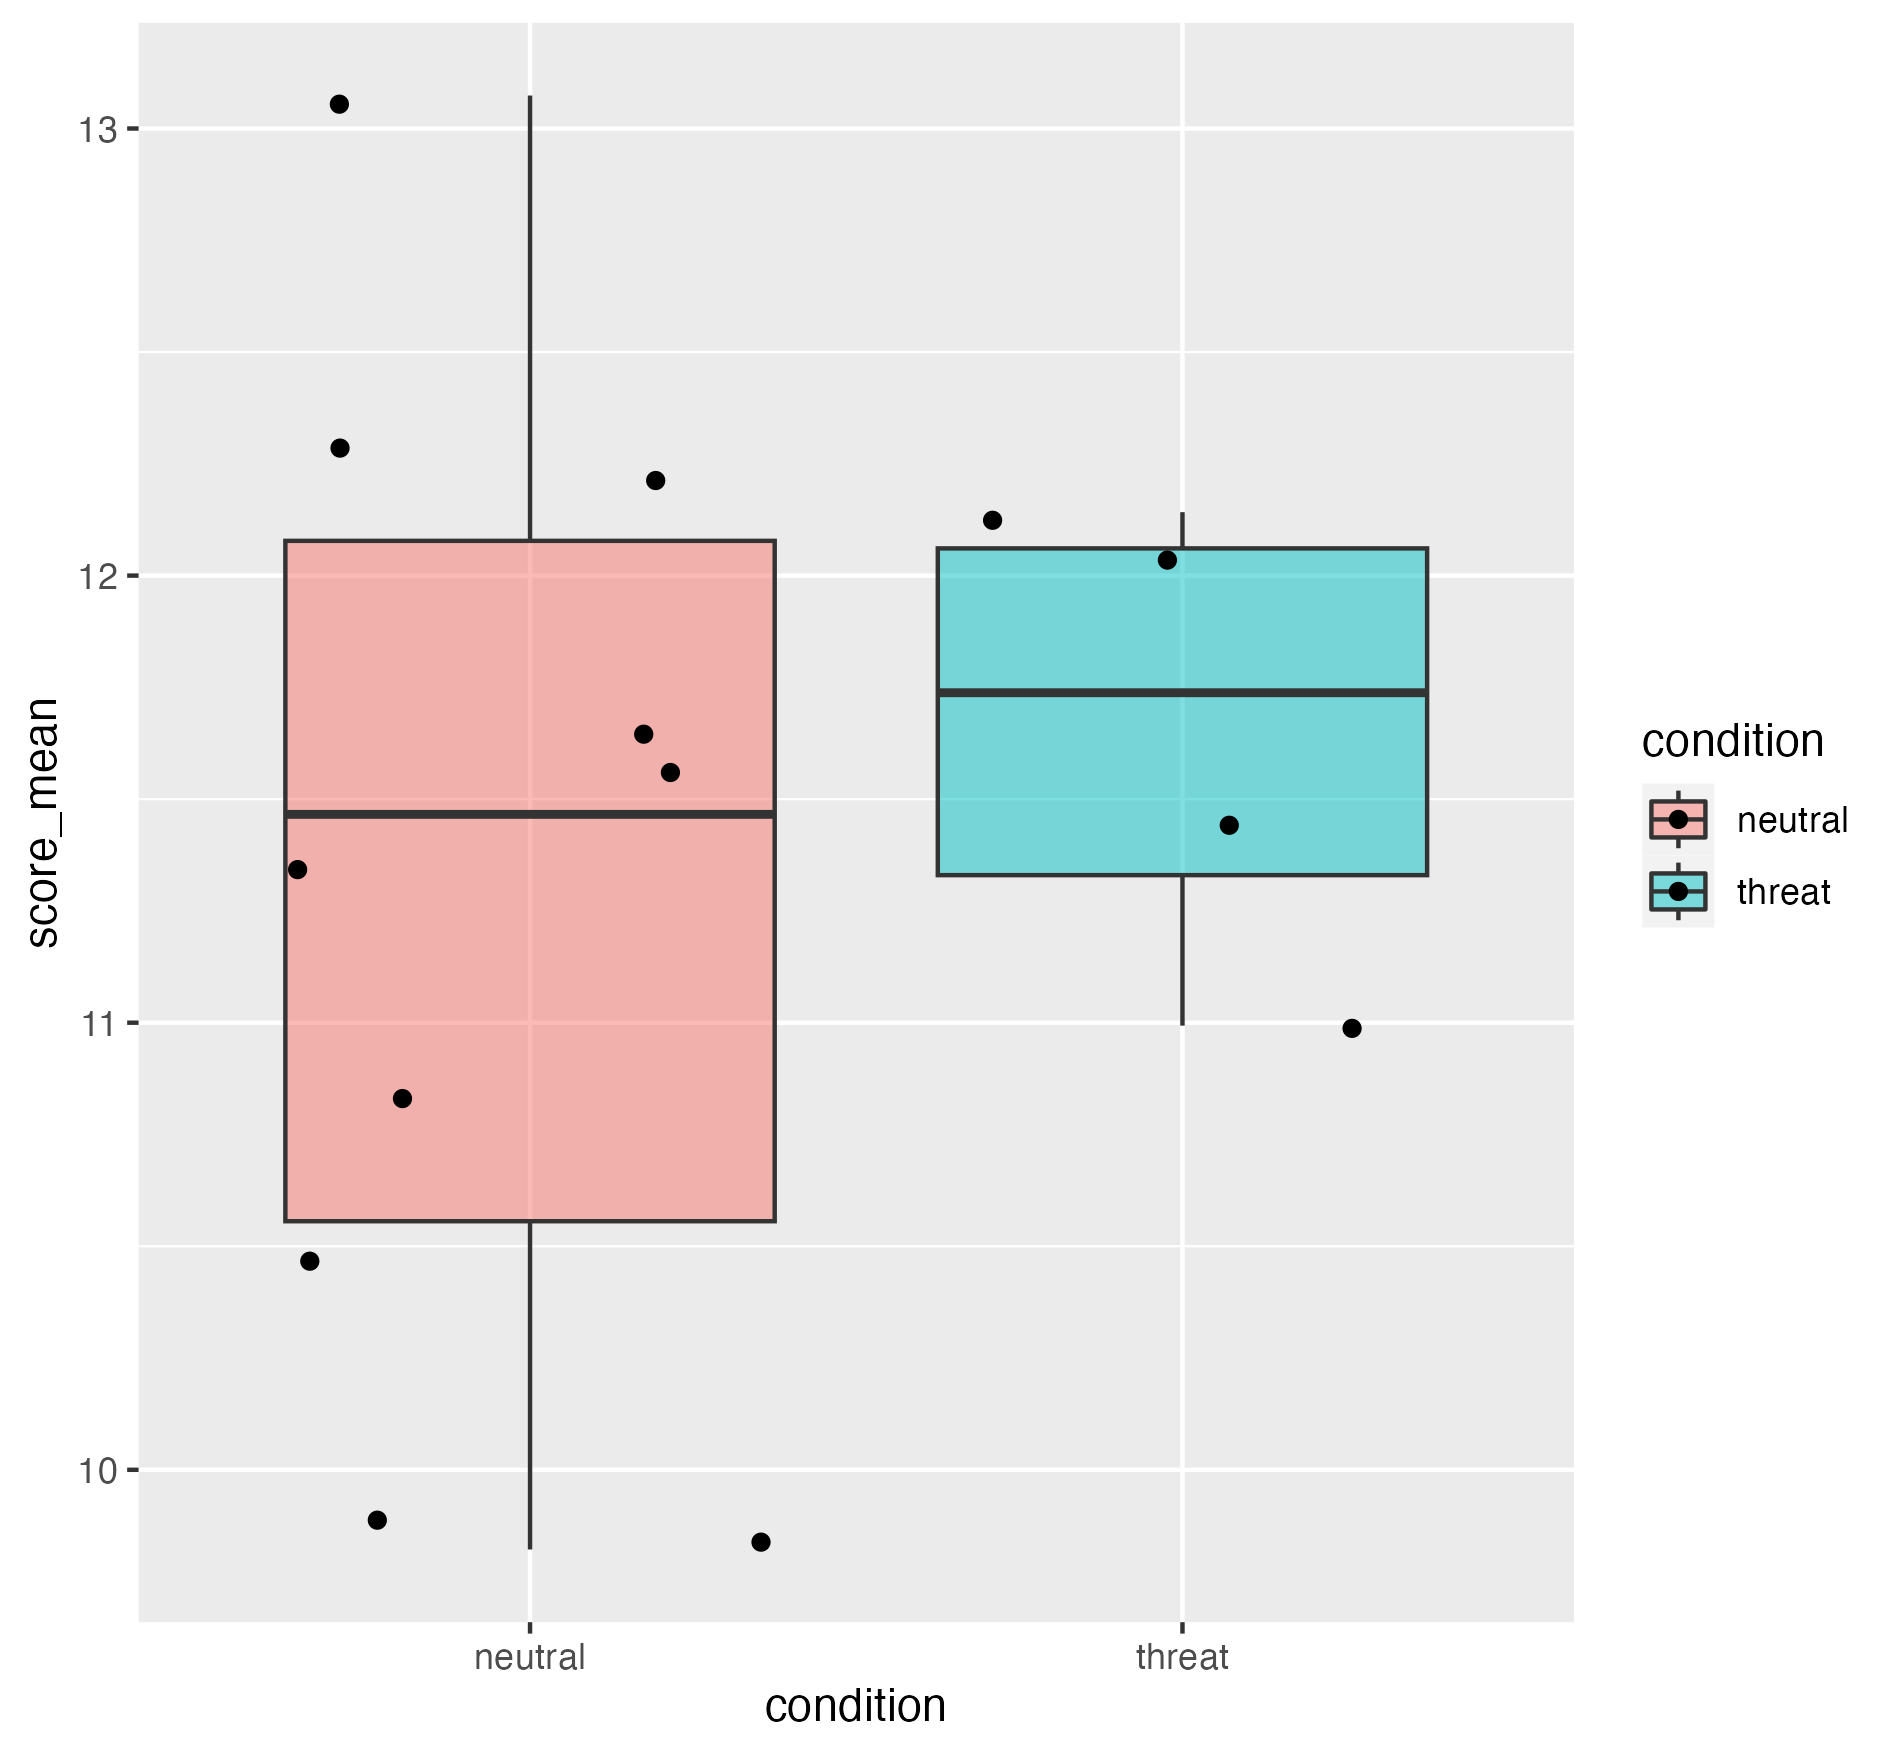 score_mean
13
12
11
10
neutral
threat
condition
condition
neutral
threat